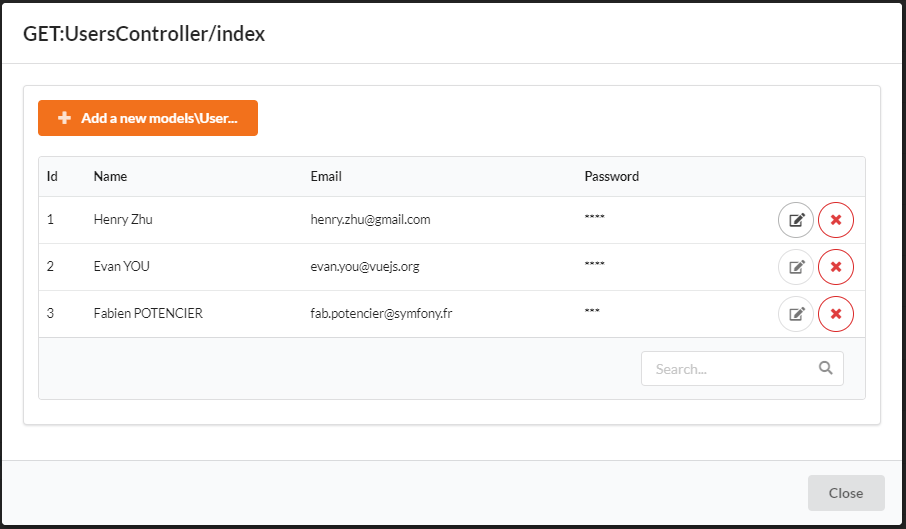 GET:UsersController/index
Add a new models\User...
Id Name Email Password
1 Henry Zhu henry.zhu@gmail.com ****
2 Evan YOU evan.you@vuejs.org ****
3 Fabien POTENCIER fab.potencier@symfony.fr ***
Search...
Close